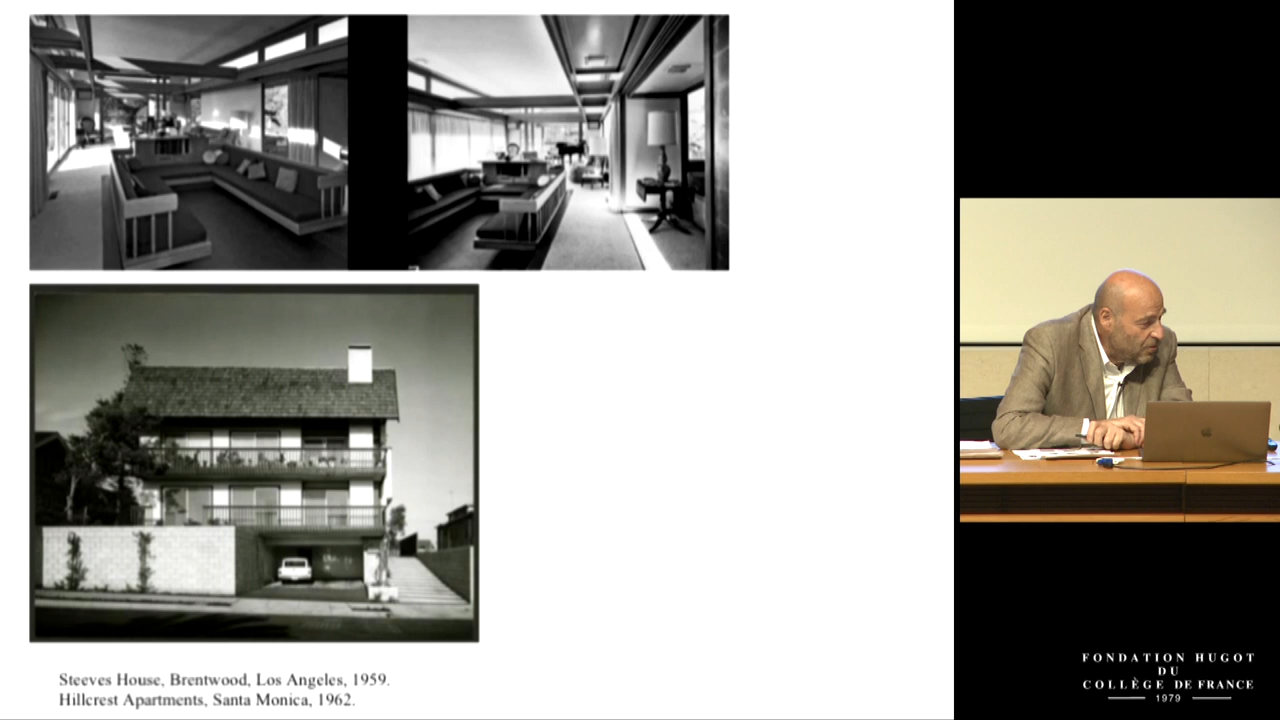 Steeves House, Brentwood, Los Angeles, 1959.
Hillcrest Apartments, Santa Monica, 1962.
FONDATION HUGOT
DU
COLLÈGE DE FRANCE
1979